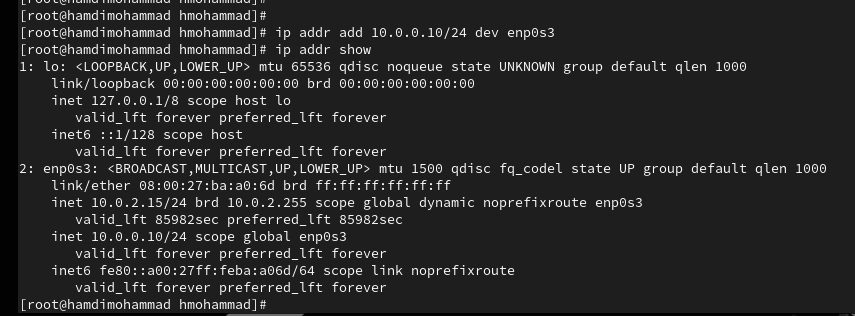 [root@hamdimohammad hmohammad]#
[root@hamdimohammad hmohammad]#
[root@hamdimohammad hmohammad]# ip addr add 10.0.0.10/24 dev enp0s3
[root@hamdimohammad hmohammad]# ip addr show
1: lo: <LOOPBACK,UP,LOWER_UP> mtu 65536 qdisc noqueue state UNKNOWN group default qlen 1000
    link/loopback 00:00:00:00:00:00 brd 00:00:00:00:00:00
    inet 127.0.0.1/8 scope host lo
       valid_lft forever preferred_lft forever
    inet6 ::1/128 scope host
       valid_lft forever preferred_lft forever
2: enp0s3: <BROADCAST,MULTICAST,UP,LOWER_UP> mtu 1500 qdisc fq_codel state UP group default qlen 1000
    link/ether 08:00:27:ba:a0:6d brd ff:ff:ff:ff:ff:ff
    inet 10.0.2.15/24 brd 10.0.2.255 scope global dynamic noprefixroute enp0s3
       valid_lft 85982sec preferred_lft 85982sec
    inet 10.0.0.10/24 scope global enp0s3
       valid_lft forever preferred_lft forever
    inet6 fe80::a00:27ff:feba:a06d/64 scope link noprefixroute
       valid_lft forever preferred_lft forever
[root@hamdimohammad hmohammad]#